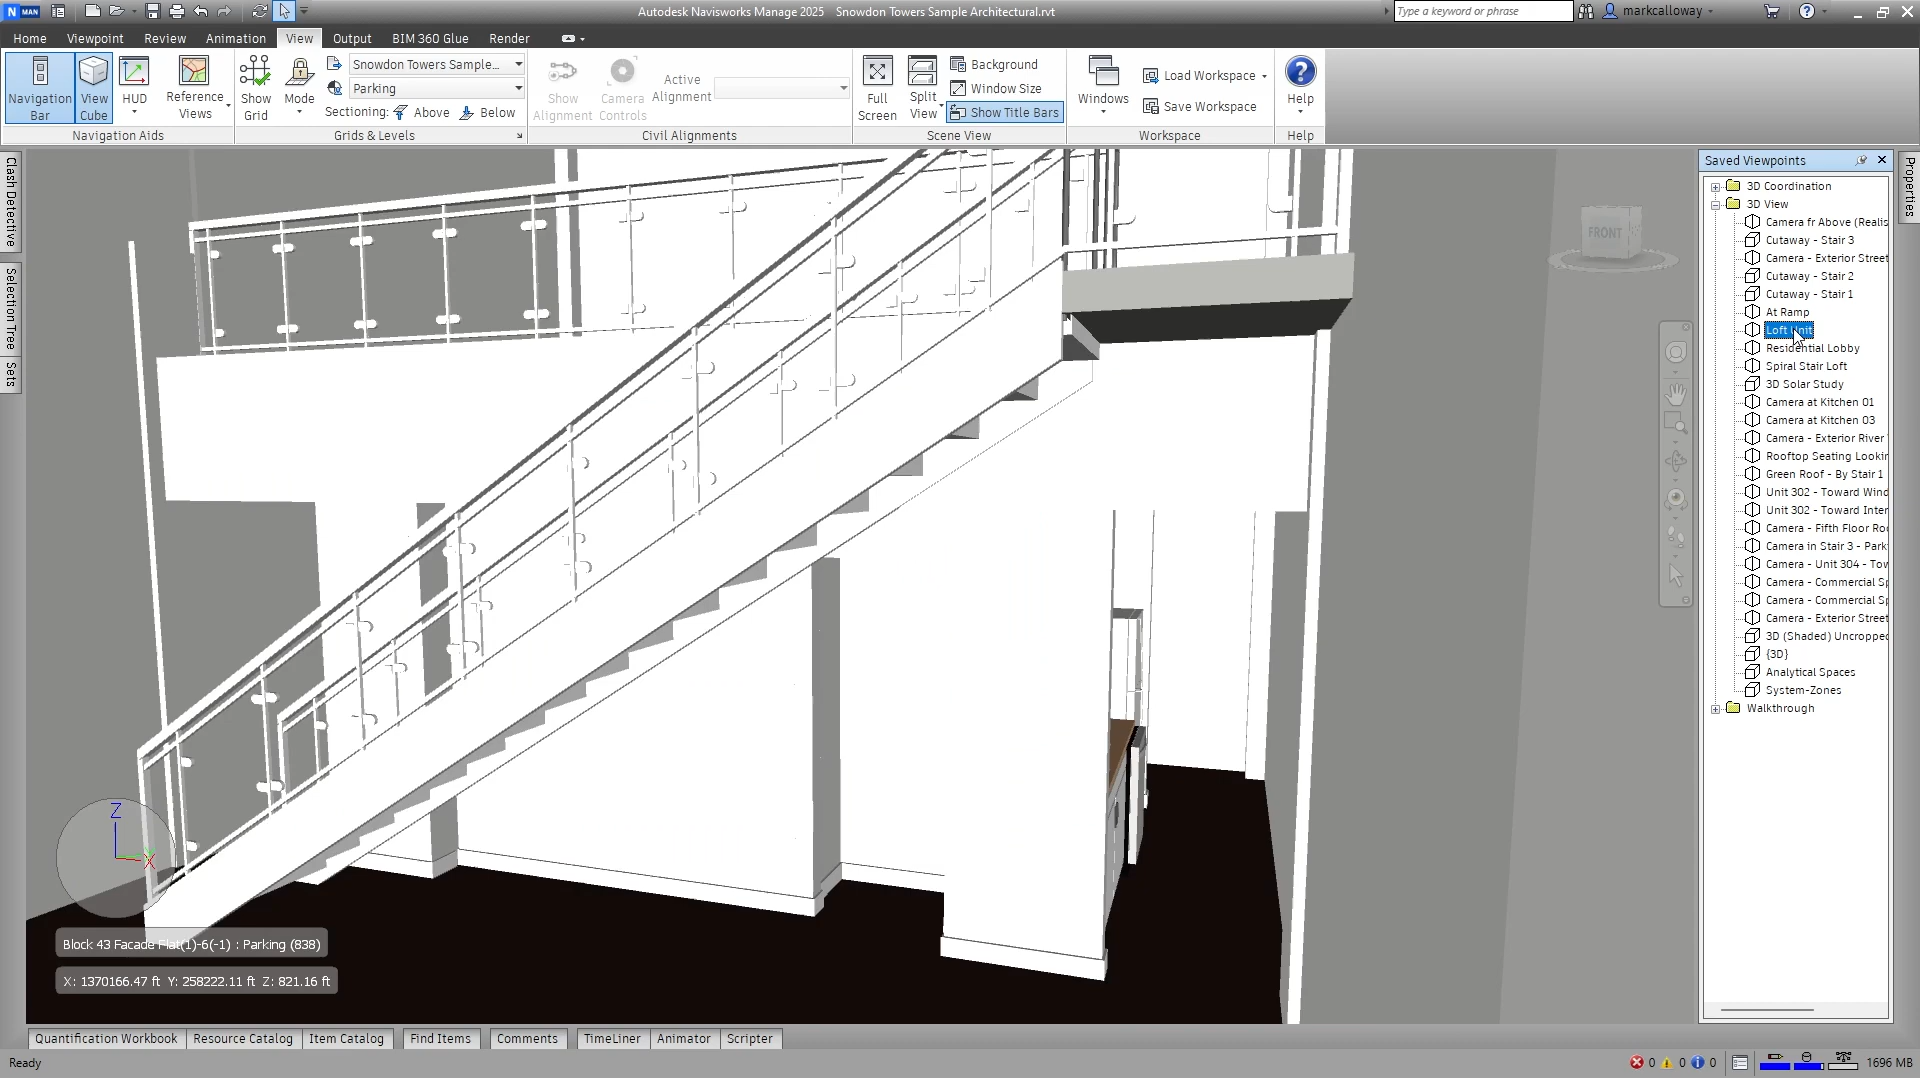 N MAN
Autodesk Navisworks Manage 2025 Snowdon Towers Sample Architectural.rvt
Type a keyword or phrase
markcalloway
Home Viewpoint Review Animation View Output BIM 360 Glue Render
Navigation Bar
View Cube
HUD
Reference Views
Navigation Aids
Show Grid
Mode
Snowdon Towers Sample...
Parking
Sectioning: Above Below
Grids & Levels
Show Alignment
Camera Controls
Active Alignment
Civil Alignments
Full Screen
Split View
Background
Window Size
Show Title Bars
Scene View
Windows
Load Workspace
Save Workspace
Workspace
Help
Help
Clash Detective
Selection Tree
Sets
FRONT
Z
X
Block 43 Facade Flat(1)-6(-1) : Parking (838)
X: 1370166.47 ft Y: 258222.11 ft Z: 821.16 ft
Saved Viewpoints
3D Coordination
3D View
Camera fr Above (Realis
Cutaway - Stair 3
Camera - Exterior Street
Cutaway - Stair 2
Cutaway - Stair 1
At Ramp
Loft Unit
Residential Lobby
Spiral Stair Loft
3D Solar Study
Camera at Kitchen 01
Camera at Kitchen 03
Camera - Exterior River
Rooftop Seating Lookin
Green Roof - By Stair 1
Unit 302 - Toward Wind
Unit 302 - Toward Inter
Camera - Fifth Floor Ro
Camera in Stair 3 - Park
Camera - Unit 304 - Tow
Camera - Commercial Sp
Camera - Commercial Sp
Camera - Exterior Street
3D (Shaded) Uncropped
{3D}
Analytical Spaces
System-Zones
Walkthrough
Properties
Quantification Workbook Resource Catalog Item Catalog Find Items Comments TimeLiner Animator Scripter
Ready
0 0 0 1696 MB